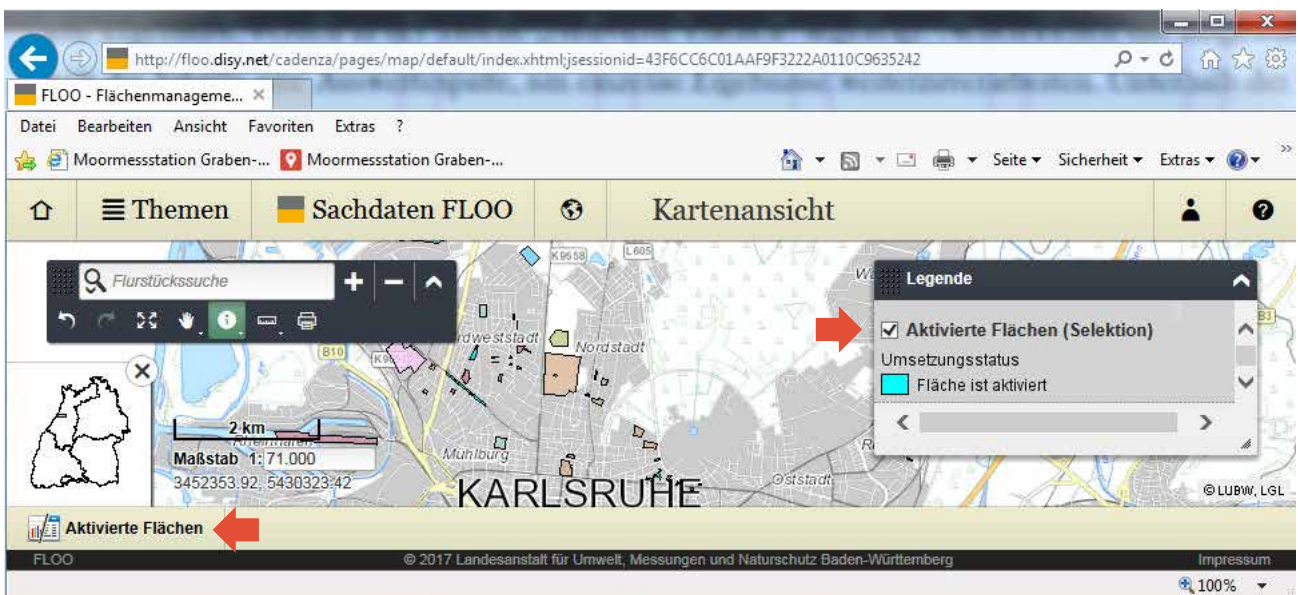 http://floo.disy.net/cadenza/pages/map/default/index.xhtml;jsessionid=43F6CC6C01AAF9F3222A0110C9635242
FLOO - Flächenmanageme...
Datei Bearbeiten Ansicht Favoriten Extras ?
Moormessstation Graben-... Moormessstation Graben-... Seite Sicherheit Extras
Themen Sachdaten FLOO Kartenansicht
K9658 L605
Flurstückssuche
Legende
B3
Aktivierte Flächen (Selektion)
rdweststadt Nordstadt
B10
Umsetzungsstatus
Fläche ist aktiviert
2 km
Rheinhafen
Mühlburg
Maßstab 1: 71.000
3452353.92, 5430323.42
KARLSRUHE
Oststadt
© LUBW, LGL
Aktivierte Flächen
FLOO © 2017 Landesanstalt für Umwelt, Messungen und Naturschutz Baden-Württemberg Impressum
100%